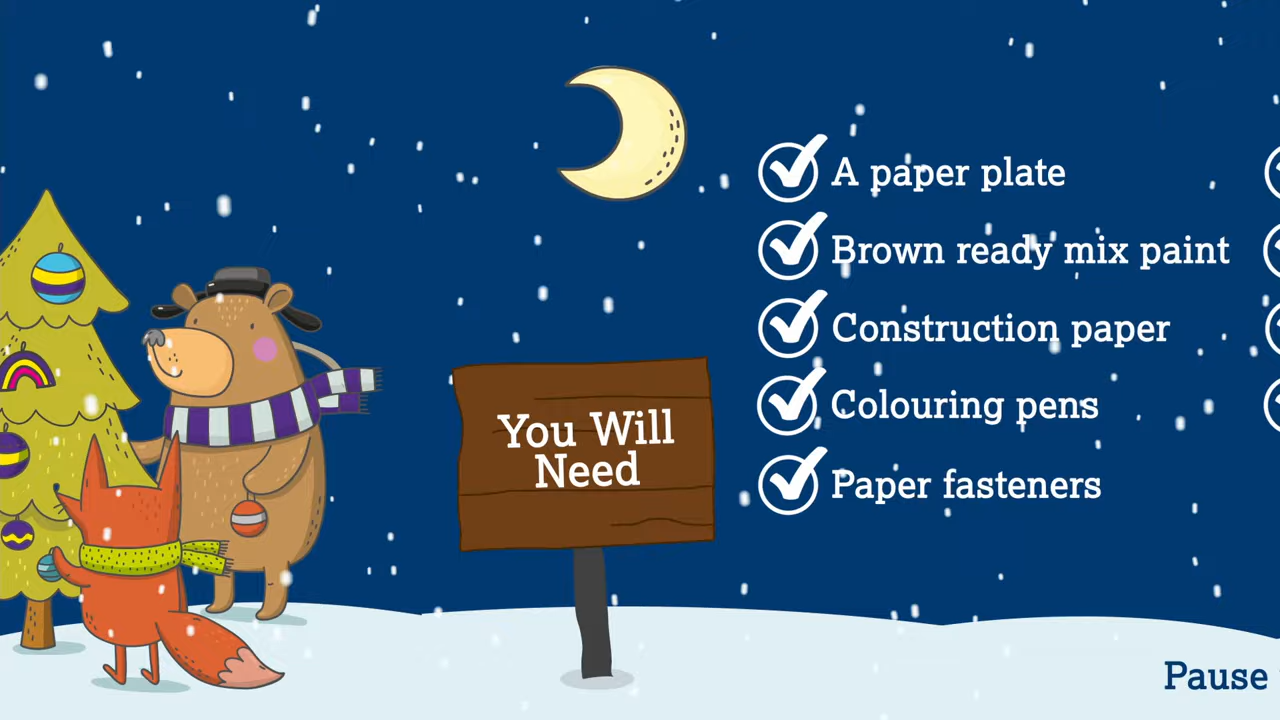 You Will
Need
A paper plate
Brown ready mix paint
Construction paper
Colouring pens
Paper fasteners
Pause